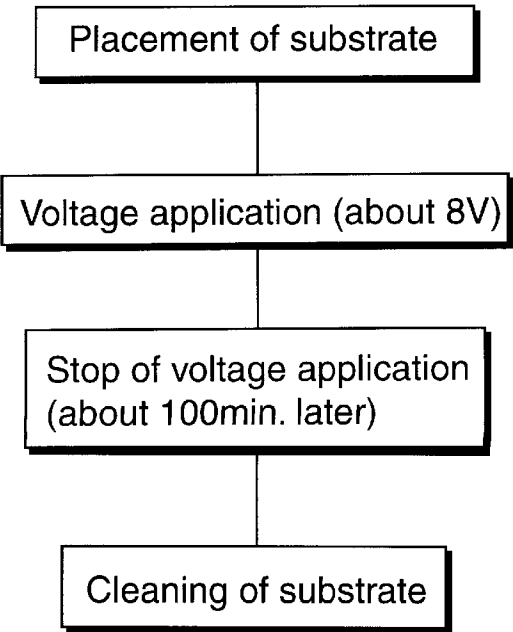 Placement of substrate
Voltage application (about 8V)
Stop of voltage application
(about 100min. later)
Cleaning of substrate